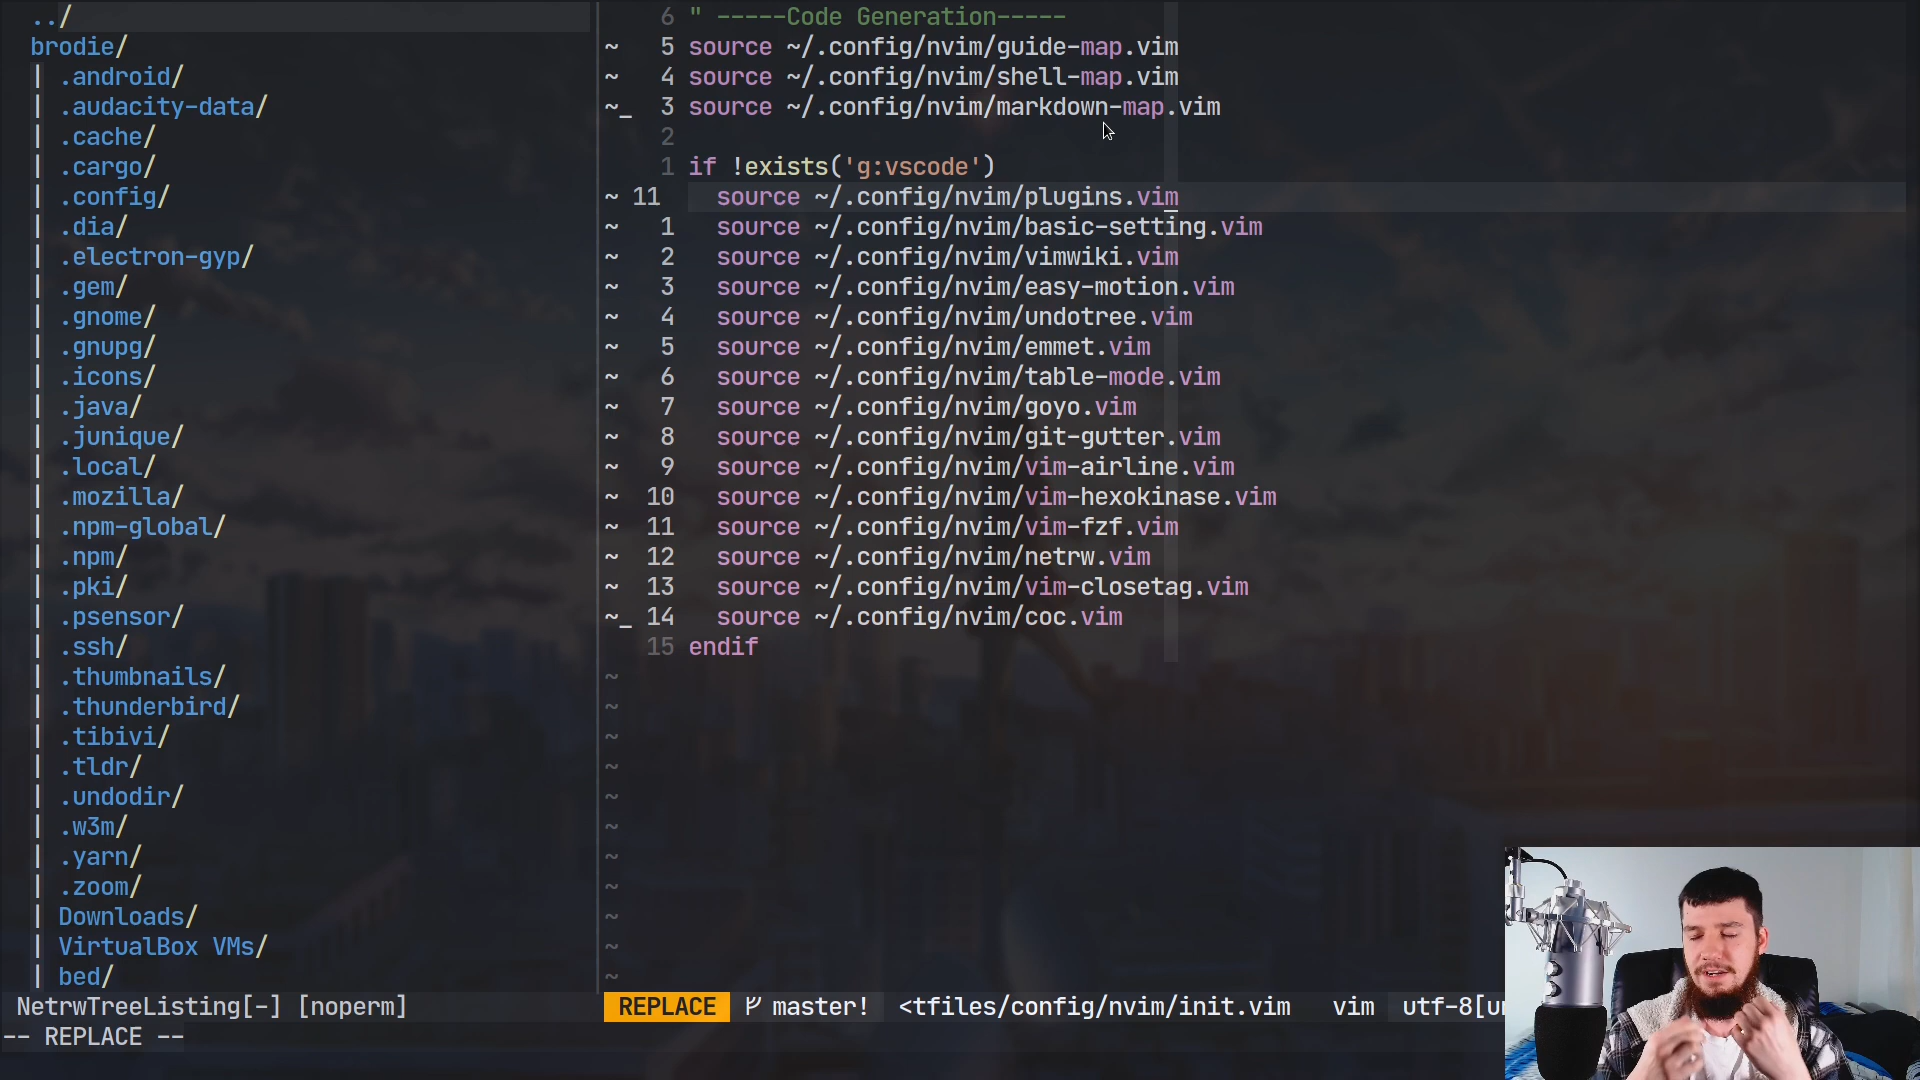 ../
brodie/
| .android/
| .audacity-data/
| .cache/
| .cargo/
| .config/
| .dia/
| .electron-gyp/
| .gem/
| .gnome/
| .gnupg/
| .icons/
| .java/
| .junique/
| .local/
| .mozilla/
| .npm-global/
| .npm/
| .pki/
| .psensor/
| .ssh/
| .thumbnails/
| .thunderbird/
| .tibivi/
| .tldr/
| .undodir/
| .w3m/
| .yarn/
| .zoom/
| Downloads/
| VirtualBox VMs/
| bed/
NetrwTreeListing[-] [noperm]
-- REPLACE --
6 " -----Code Generation-----
~ 5 source ~/.config/nvim/guide-map.vim
~ 4 source ~/.config/nvim/shell-map.vim
~_ 3 source ~/.config/nvim/markdown-map.vim
2
1 if !exists('g:vscode')
~ 11 source ~/.config/nvim/plugins.vim
~ 1 source ~/.config/nvim/basic-setting.vim
~ 2 source ~/.config/nvim/vimwiki.vim
~ 3 source ~/.config/nvim/easy-motion.vim
~ 4 source ~/.config/nvim/undotree.vim
~ 5 source ~/.config/nvim/emmet.vim
~ 6 source ~/.config/nvim/table-mode.vim
~ 7 source ~/.config/nvim/goyo.vim
~ 8 source ~/.config/nvim/git-gutter.vim
~ 9 source ~/.config/nvim/vim-airline.vim
~ 10 source ~/.config/nvim/vim-hexokinase.vim
~ 11 source ~/.config/nvim/vim-fzf.vim
~ 12 source ~/.config/nvim/netrw.vim
~ 13 source ~/.config/nvim/vim-closetag.vim
~_ 14 source ~/.config/nvim/coc.vim
15 endif
~
~
~
~
~
~
~
~
~
~
~
REPLACE master! <tfiles/config/nvim/init.vim vim utf-8[u